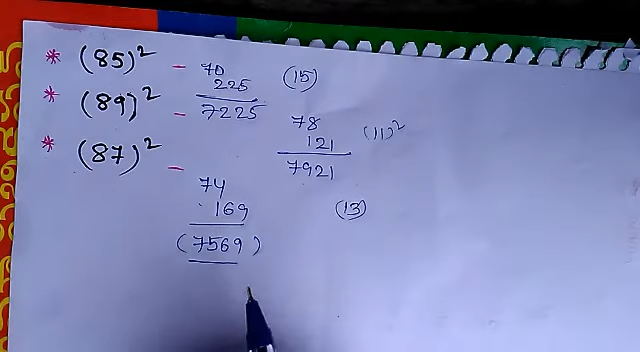 * (85)² - 70 (15)
225
* (89)² - 7225
78 (11)²
121
7921
* (87)² -
74
169 (13)
(7569)